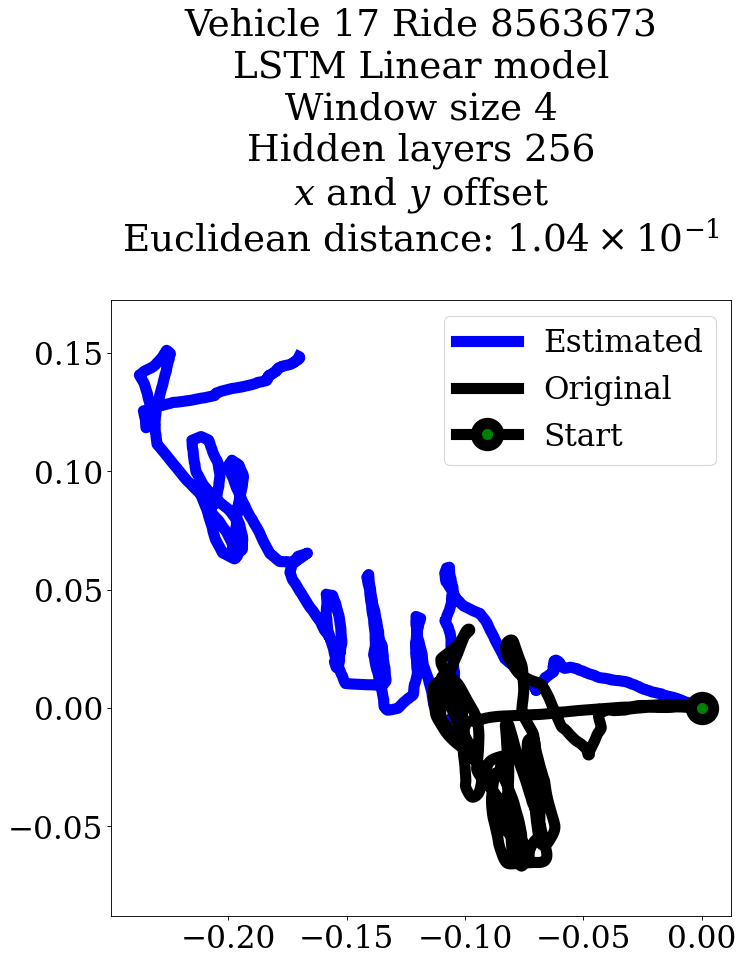 Vehicle 17 Ride 8563673
LSTM Linear model
Window size 4
Hidden layers 256
x and y offset
Euclidean distance: 1.04 × 10⁻¹
Estimated
Original
Start
0.15
0.10
0.05
0.00
−0.05
−0.20 −0.15 −0.10 −0.05 0.00